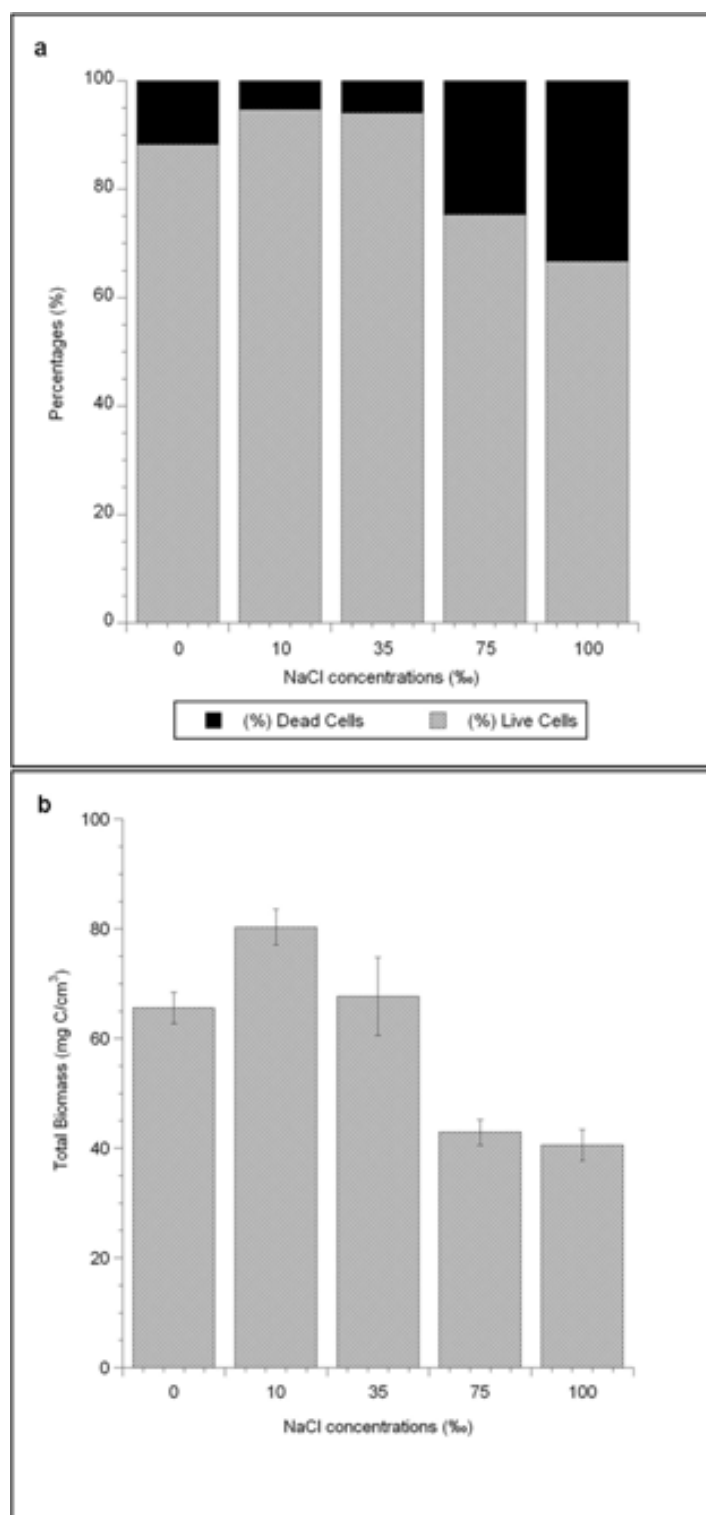 a
100
80
60
40
20
0
Percentages (%)
0 10 35 75 100
NaCl concentrations (‰)
(%) Dead Cells (%) Live Cells
b
100
80
60
40
20
0
Total Biomass (mg C/cm³)
0 10 35 75 100
NaCl concentrations (‰)